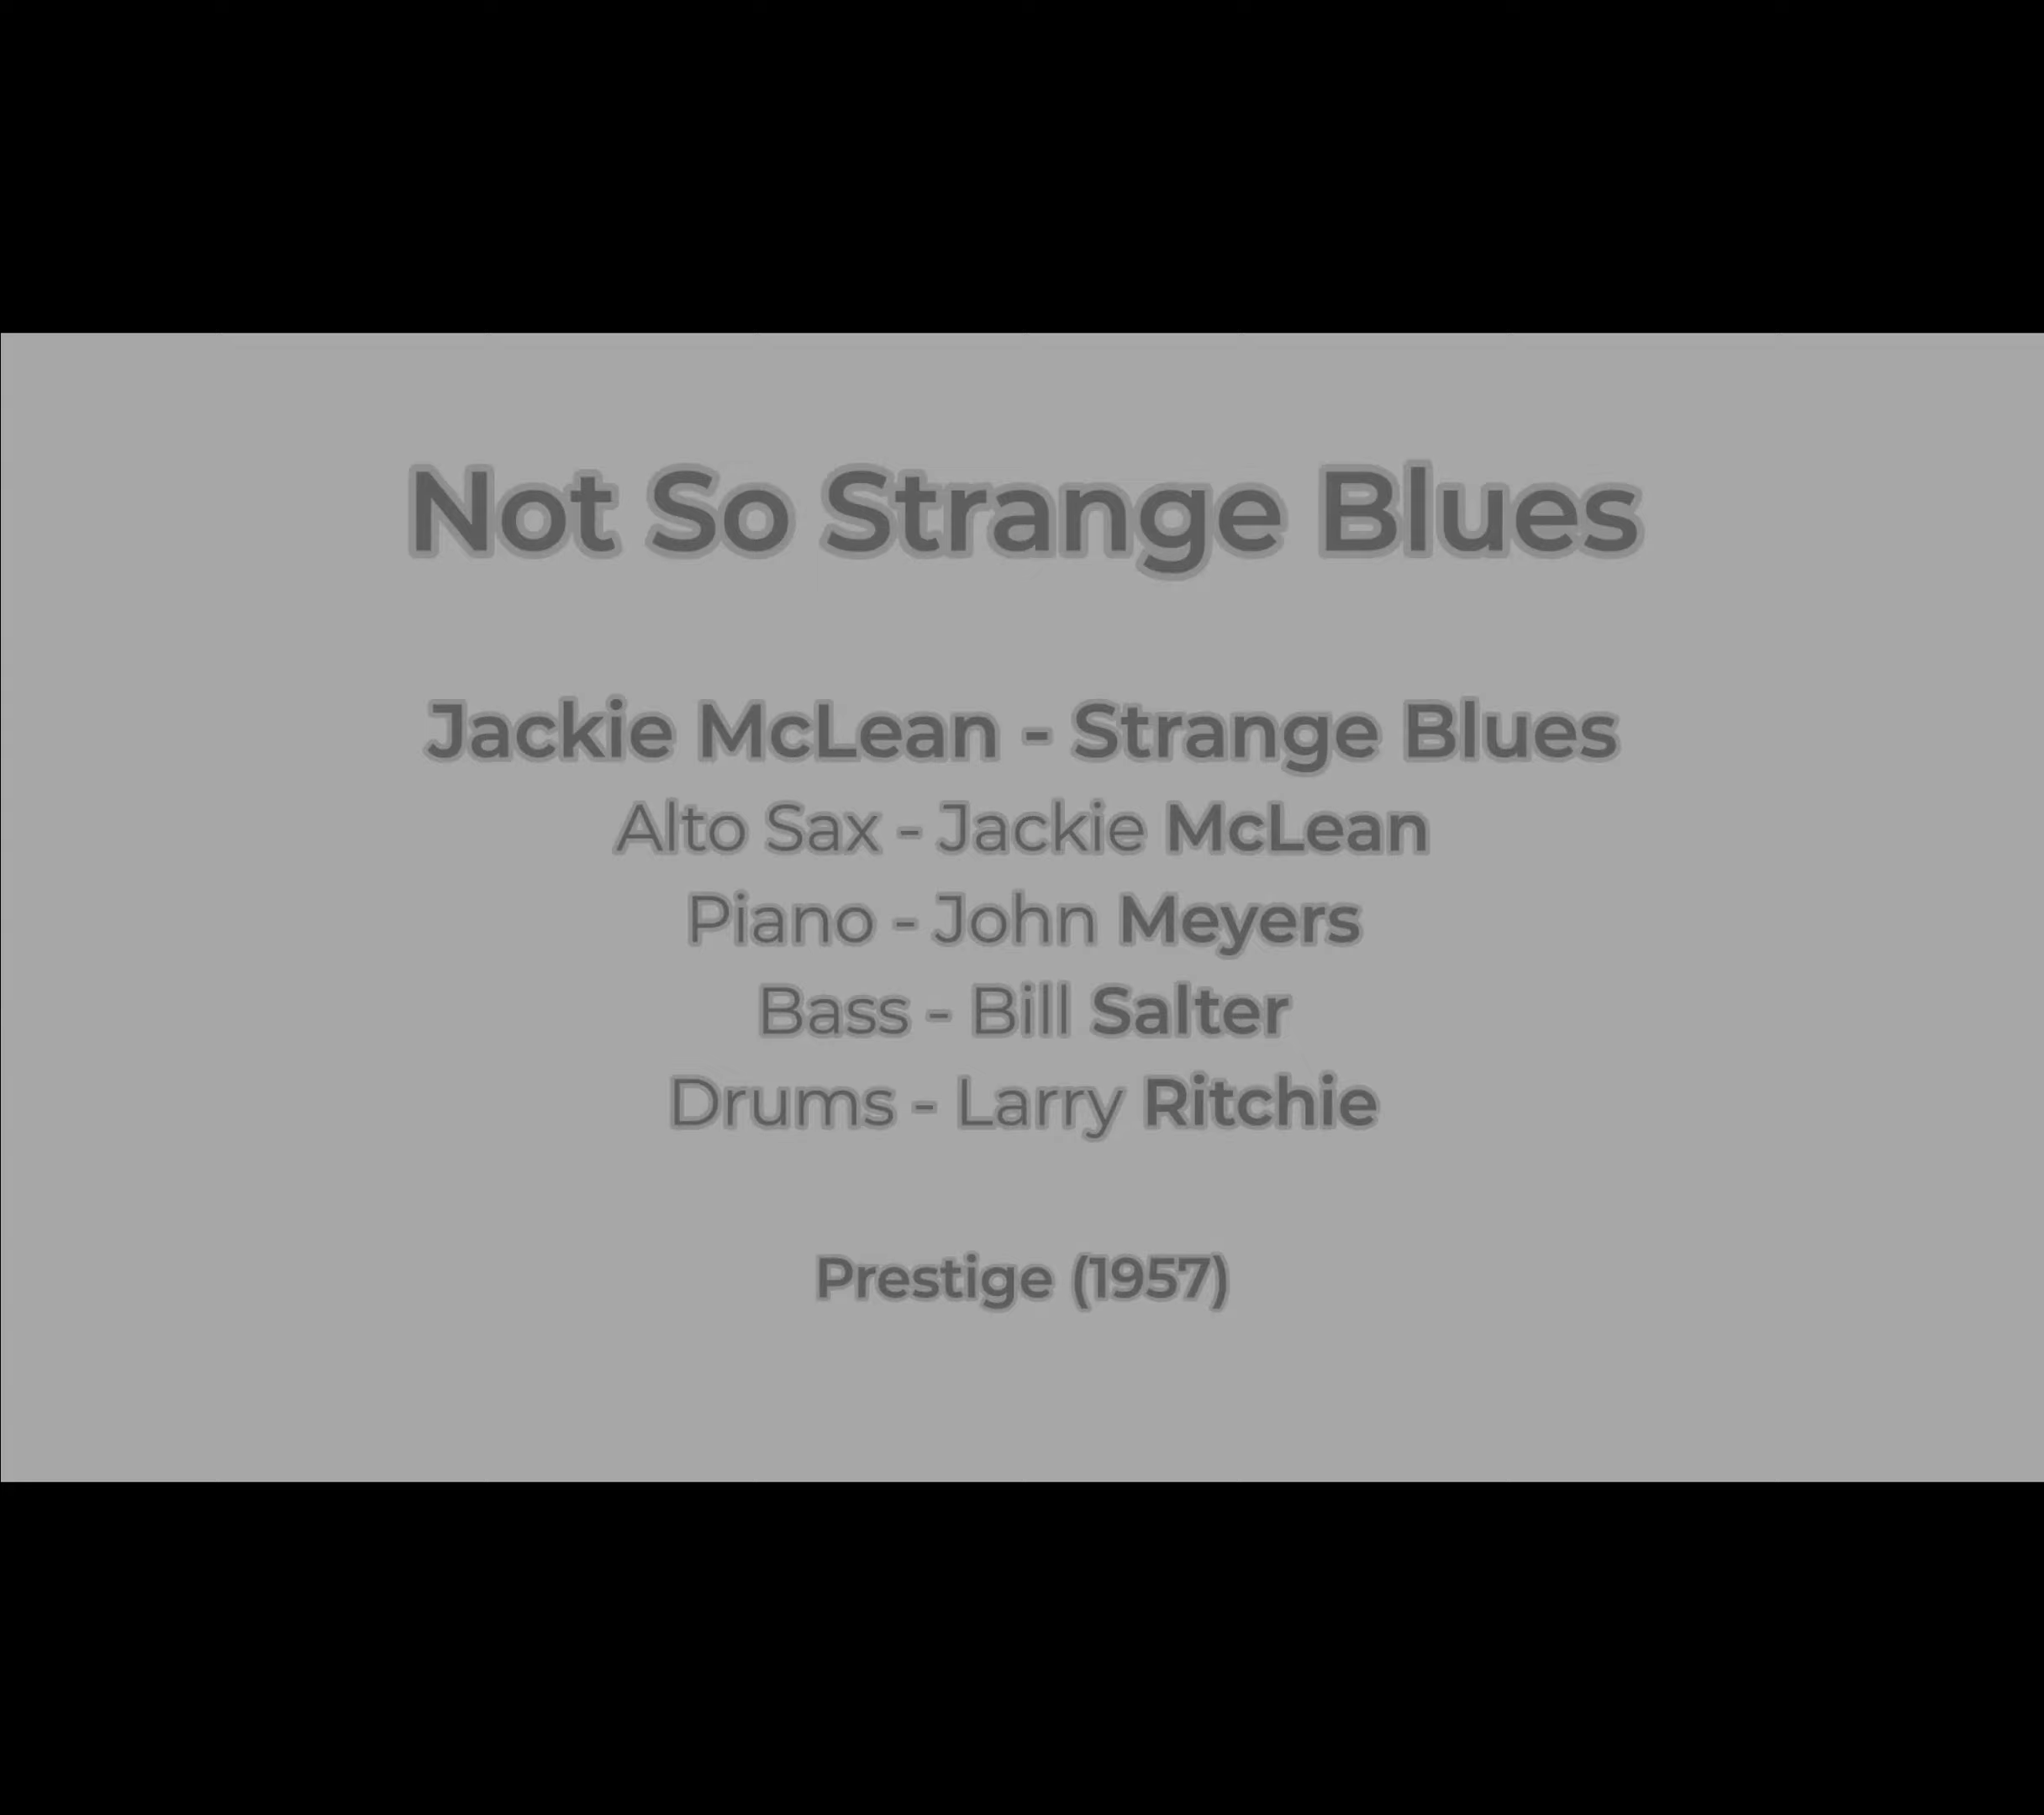 Not So Strange Blues
Jackie McLean - Strange Blues
Alto Sax - Jackie McLean
Piano - John Meyers
Bass - Bill Salter
Drums - Larry Ritchie
Prestige (1957)